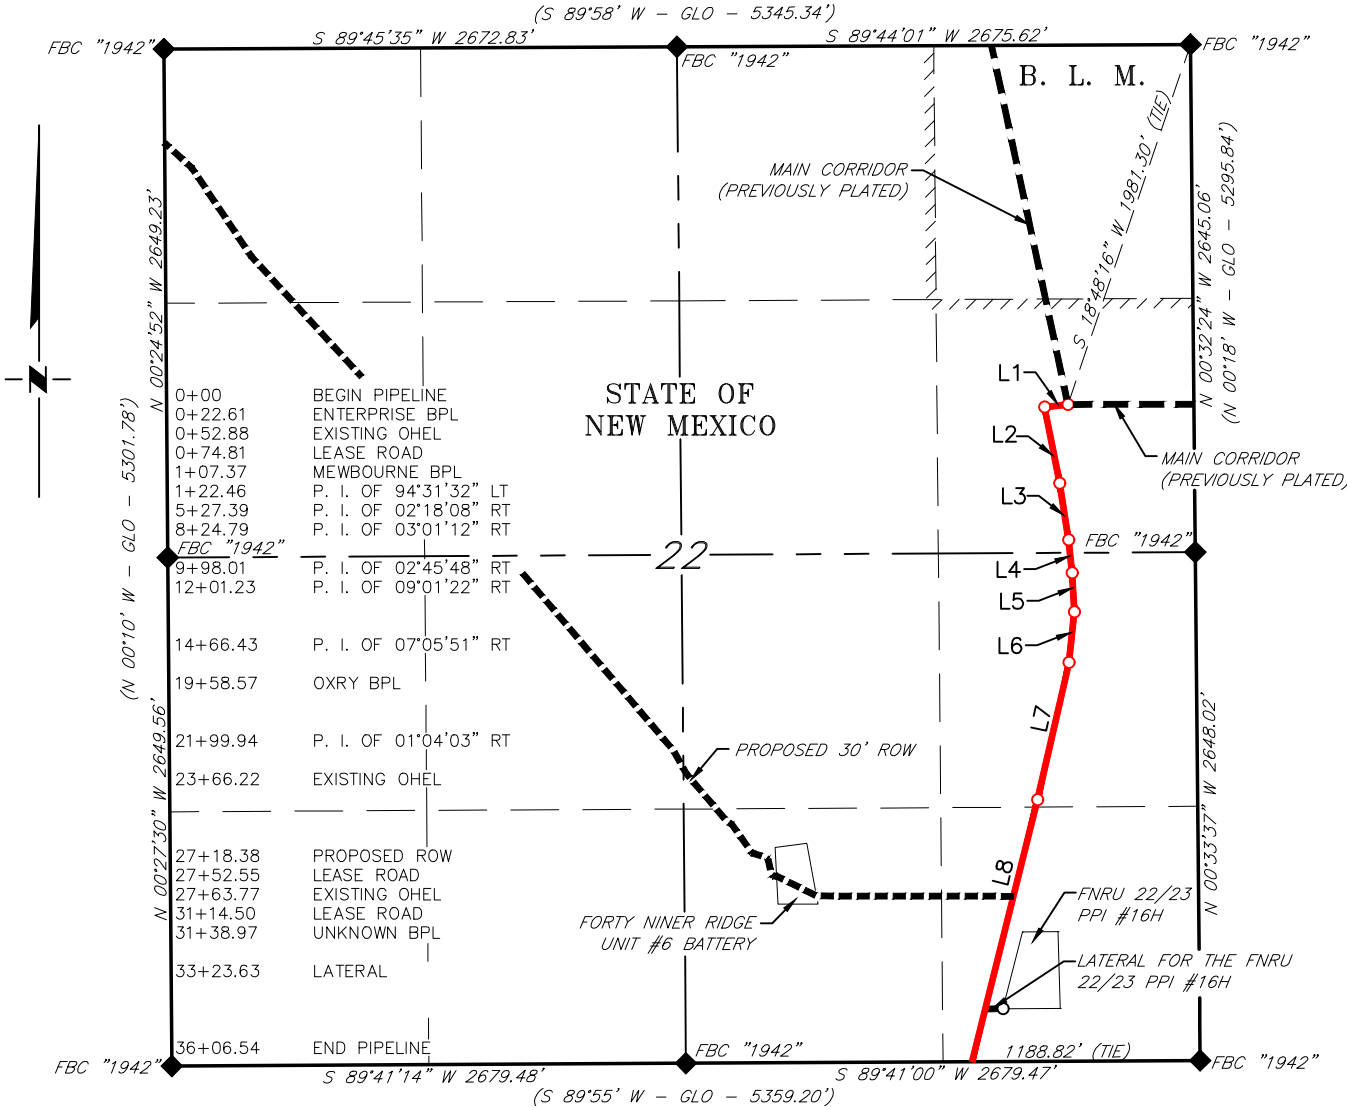 (S 89°58' W - GLO - 5345.34')
S 89°45'35" W 2672.83'
S 89°44'01" W 2675.62'
FBC "1942"
FBC "1942"
FBC "1942"
B. L. M.
MAIN CORRIDOR
(PREVIOUSLY PLATED)
S 18°48'16" W 1981.30' (TIE)
N 00°24'52" W 2649.23'
N 00°32'24" W 2645.06'
(N 00°18' W - GLO - 5295.84')
N
STATE OF
NEW MEXICO
L1
L2
L3
L4
L5
L6
L7
L8
MAIN CORRIDOR
(PREVIOUSLY PLATED)
0+00 BEGIN PIPELINE
0+22.61 ENTERPRISE BPL
0+52.88 EXISTING OHEL
0+74.81 LEASE ROAD
1+07.37 MEWBOURNE BPL
1+22.46 P. I. OF 94°31'32" LT
5+27.39 P. I. OF 02°18'08" RT
8+24.79 P. I. OF 03°01'12" RT
FBC "1942"
22
FBC "1942"
9+98.01 P. I. OF 02°45'48" RT
12+01.23 P. I. OF 09°01'22" RT
14+66.43 P. I. OF 07°05'51" RT
19+58.57 OXRY BPL
21+99.94 P. I. OF 01°04'03" RT
23+66.22 EXISTING OHEL
27+18.38 PROPOSED ROW
27+52.55 LEASE ROAD
27+63.77 EXISTING OHEL
31+14.50 LEASE ROAD
31+38.97 UNKNOWN BPL
33+23.63 LATERAL
36+06.54 END PIPELINE
(N 00°10' W - GLO - 5301.78')
N 00°27'30" W 2649.56'
N 00°33'37" W 2648.02'
PROPOSED 30' ROW
FORTY NINER RIDGE
UNIT #6 BATTERY
FNRU 22/23
PPI #16H
LATERAL FOR THE FNRU
22/23 PPI #16H
1188.82' (TIE)
FBC "1942"
FBC "1942"
FBC "1942"
S 89°41'14" W 2679.48'
S 89°41'00" W 2679.47'
(S 89°55' W - GLO - 5359.20')